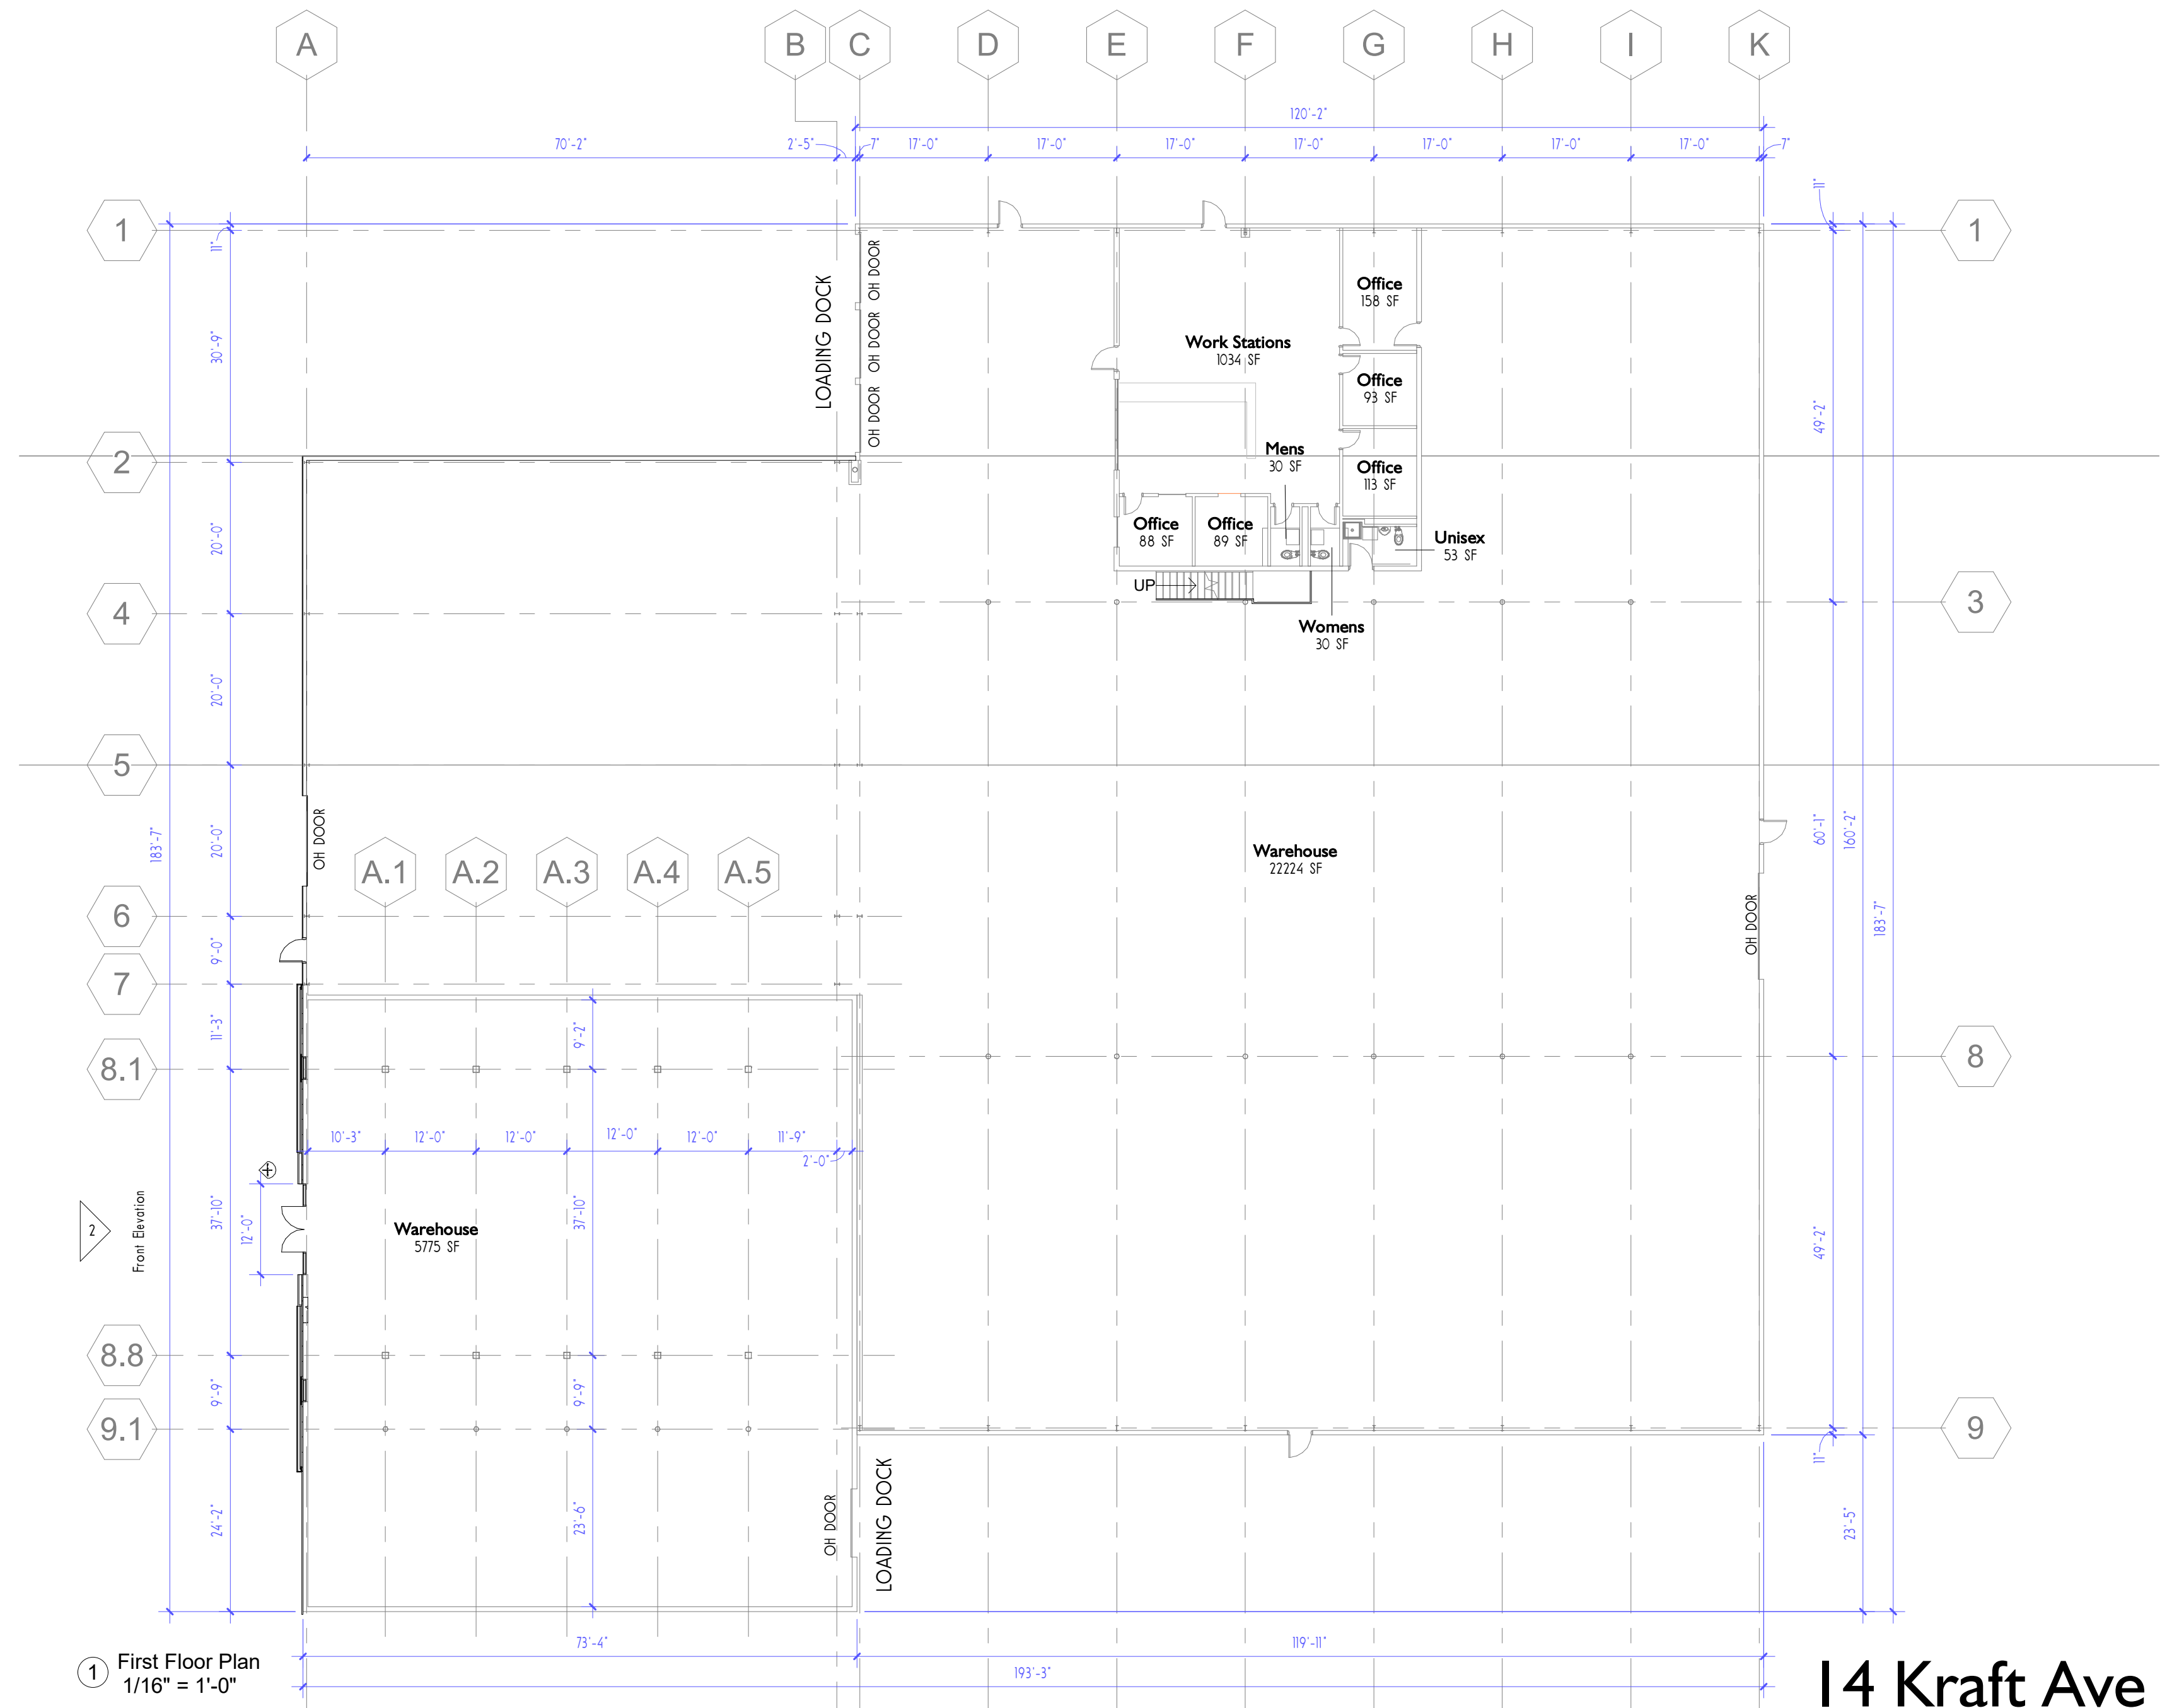 A
B
C
D
E
F
G
H
I
K
120'-2"
70'-2"
2'-5"
7"
17'-0"
17'-0"
17'-0"
17'-0"
17'-0"
17'-0"
17'-0"
7"
1
11"
11"
1
30'-9"
LOADING DOCK
OH DOOR
OH DOOR
OH DOOR
OH DOOR
Office
158 SF
Work Stations
1034 SF
Office
93 SF
49'-2"
2
Mens
30 SF
Office
113 SF
20'-0"
Office
88 SF
Office
89 SF
Unisex
53 SF
UP
4
3
Womens
30 SF
20'-0"
5
183'-7"
20'-0"
OH DOOR
A.1
A.2
A.3
A.4
A.5
Warehouse
22224 SF
60'-1"
160'-2"
183'-7"
6
OH DOOR
9'-0"
7
11'-3"
9'-2"
8.1
8
10'-3"
12'-0"
12'-0"
12'-0"
12'-0"
11'-9"
2'-0"
2
Front Elevation
37'-10"
12'-0"
37'-10"
Warehouse
5775 SF
49'-2"
8.8
9'-9"
9'-9"
9.1
9
11"
24'-2"
23'-6"
OH DOOR
LOADING DOCK
23'-5"
73'-4"
119'-11"
193'-3"
1
First Floor Plan
1/16" = 1'-0"
14 Kraft Ave